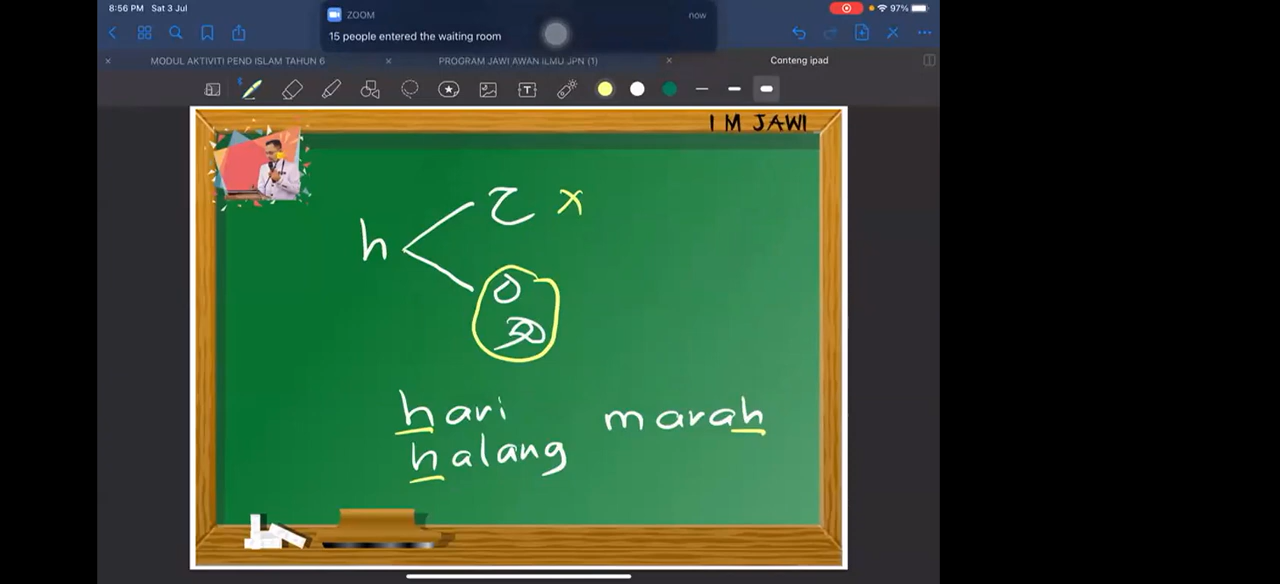 8:56 PM Sat 3 Jul
97%
ZOOM
now
15 people entered the waiting room
MODUL AKTIVITI PEND ISLAM TAHUN 6
PROGRAM JAWI AWAN ILMU JPN (1)
Conteng ipad
I M JAWI
h
ح x
ه
هـ
hari marah
halang